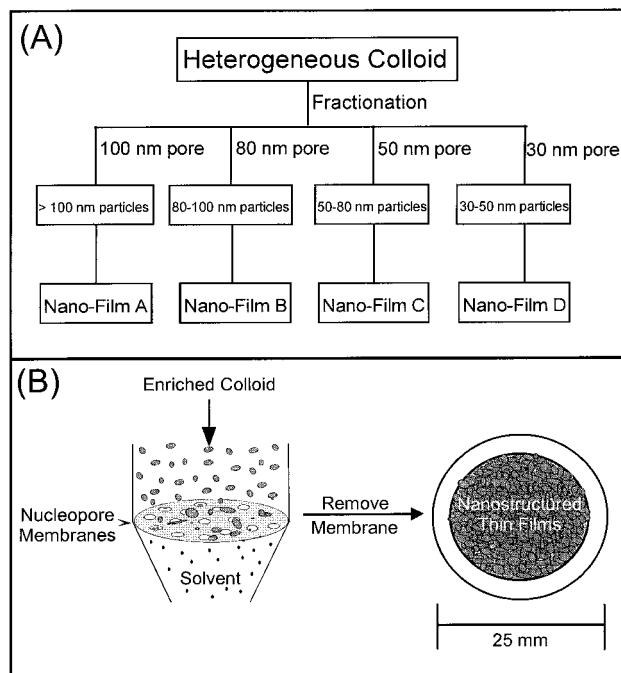 (A)
Heterogeneous Colloid
Fractionation
100 nm pore
80 nm pore
50 nm pore
30 nm pore
> 100 nm particles
80-100 nm particles
50-80 nm particles
30-50 nm particles
Nano-Film A
Nano-Film B
Nano-Film C
Nano-Film D
(B)
Enriched Colloid
Nucleopore
Membranes
Solvent
Remove
Membrane
Nanostructured
Thin Films
25 mm